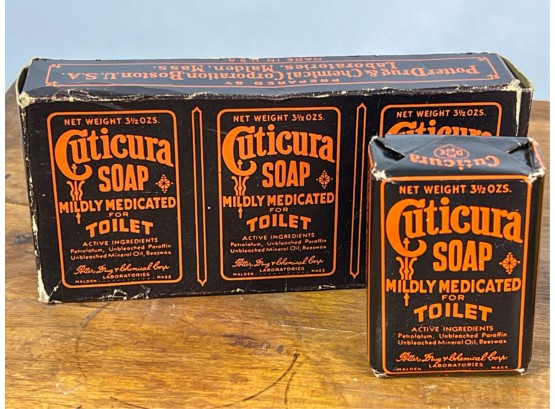 PREPARED BY
Potter Drug & Chemical Corporation, Boston, U.S.A.
Laboratories, Malden, Mass.
MADE IN U.S.A.
NET WEIGHT 3½ OZS.
Cuticura
SOAP
MILDLY MEDICATED
FOR
TOILET
ACTIVE INGREDIENTS
Petrolatum, Unbleached Paraffin
Unbleached Mineral Oil, Beeswax
Potter Drug & Chemical Corp.
LABORATORIES
MALDEN MASS
NET WEIGHT 3½ OZS.
Cuticura
SOAP
MILDLY MEDICATED
FOR
TOILET
ACTIVE INGREDIENTS
Petrolatum, Unbleached Paraffin
Unbleached Mineral Oil, Beeswax
Potter Drug & Chemical Corp.
LABORATORIES
MALDEN MASS
NET WEIGHT 3½ OZS.
Cuticura
Cuticura
NET WEIGHT 3½ OZS.
Cuticura
SOAP
MILDLY MEDICATED
FOR
TOILET
ACTIVE INGREDIENTS
Petrolatum, Unbleached Paraffin
Unbleached Mineral Oil, Beeswax
Potter Drug & Chemical Corp.
LABORATORIES
MALDEN MASS